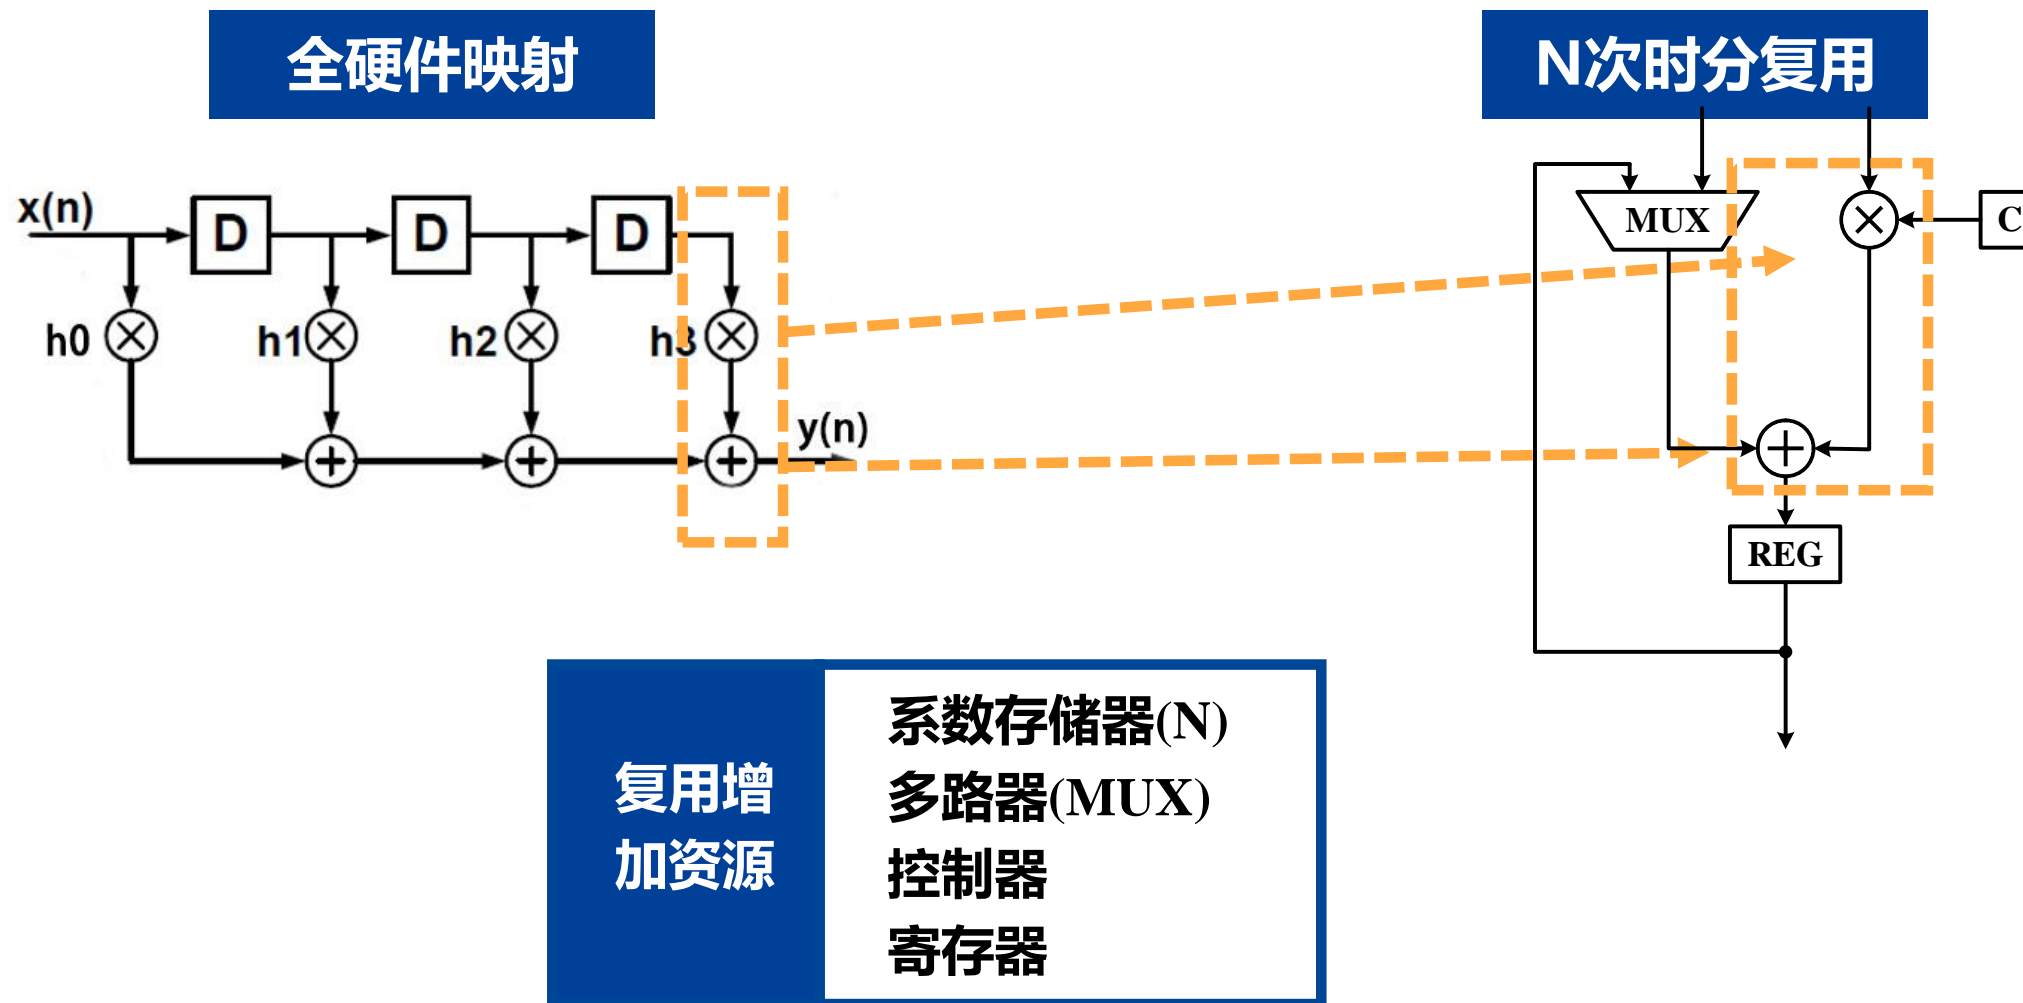 全硬件映射
N次时分复用
x(n)
D
D
D
MUX
C
h0
h1
h2
h3
y(n)
REG
复用增
加资源
系数存储器(N)
多路器(MUX)
控制器
寄存器